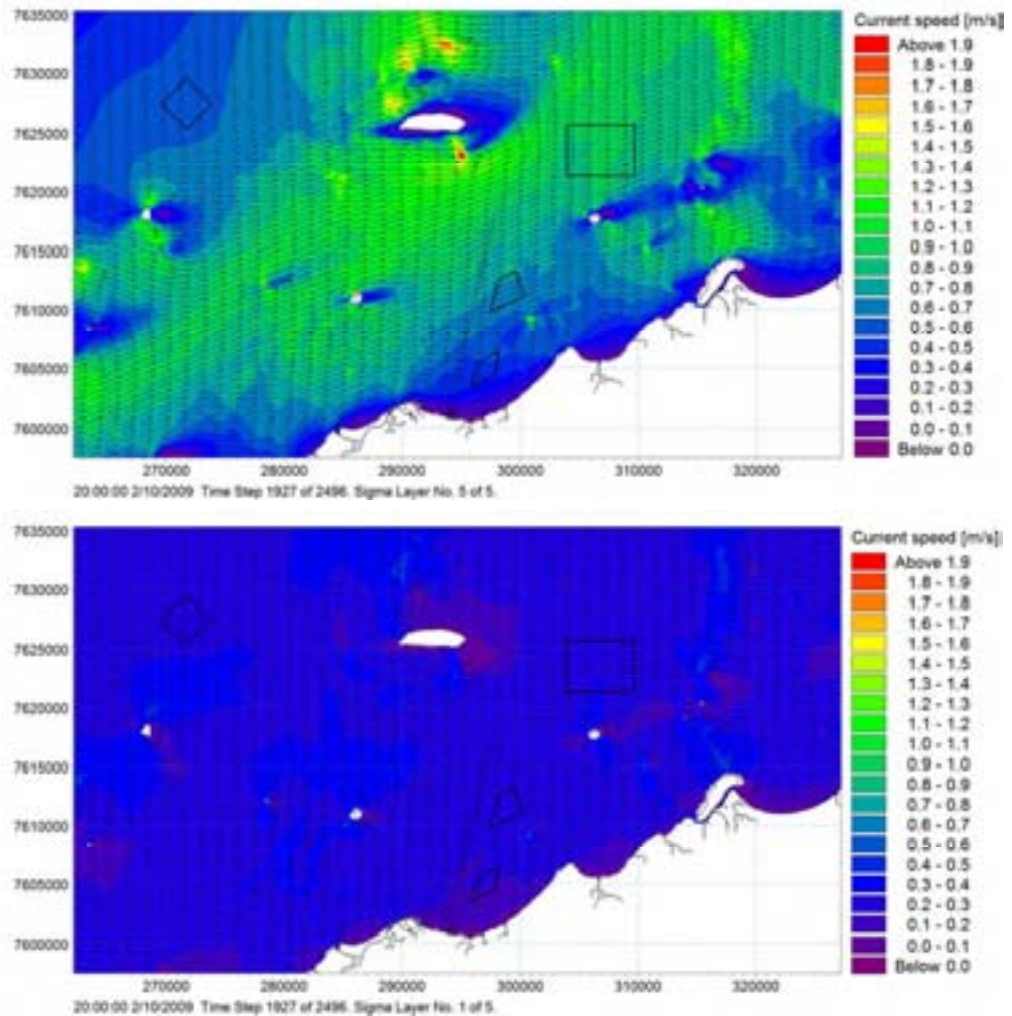 Current speed [m/s]
Above 1.9
1.8 - 1.9
1.7 - 1.8
1.6 - 1.7
1.5 - 1.6
1.4 - 1.5
1.3 - 1.4
1.2 - 1.3
1.1 - 1.2
1.0 - 1.1
0.9 - 1.0
0.8 - 0.9
0.7 - 0.8
0.6 - 0.7
0.5 - 0.6
0.4 - 0.5
0.3 - 0.4
0.2 - 0.3
0.1 - 0.2
0.0 - 0.1
Below 0.0
7635000
7630000
7625000
7620000
7615000
7610000
7605000
7600000
270000 280000 290000 300000 310000 320000
20:00:00 2/10/2009 Time Step 1927 of 2496. Sigma Layer No. 5 of 5.
Current speed [m/s]
Above 1.9
1.8 - 1.9
1.7 - 1.8
1.6 - 1.7
1.5 - 1.6
1.4 - 1.5
1.3 - 1.4
1.2 - 1.3
1.1 - 1.2
1.0 - 1.1
0.9 - 1.0
0.8 - 0.9
0.7 - 0.8
0.6 - 0.7
0.5 - 0.6
0.4 - 0.5
0.3 - 0.4
0.2 - 0.3
0.1 - 0.2
0.0 - 0.1
Below 0.0
7635000
7630000
7625000
7620000
7615000
7610000
7605000
7600000
270000 280000 290000 300000 310000 320000
20:00:00 2/10/2009 Time Step 1927 of 2496. Sigma Layer No. 1 of 5.